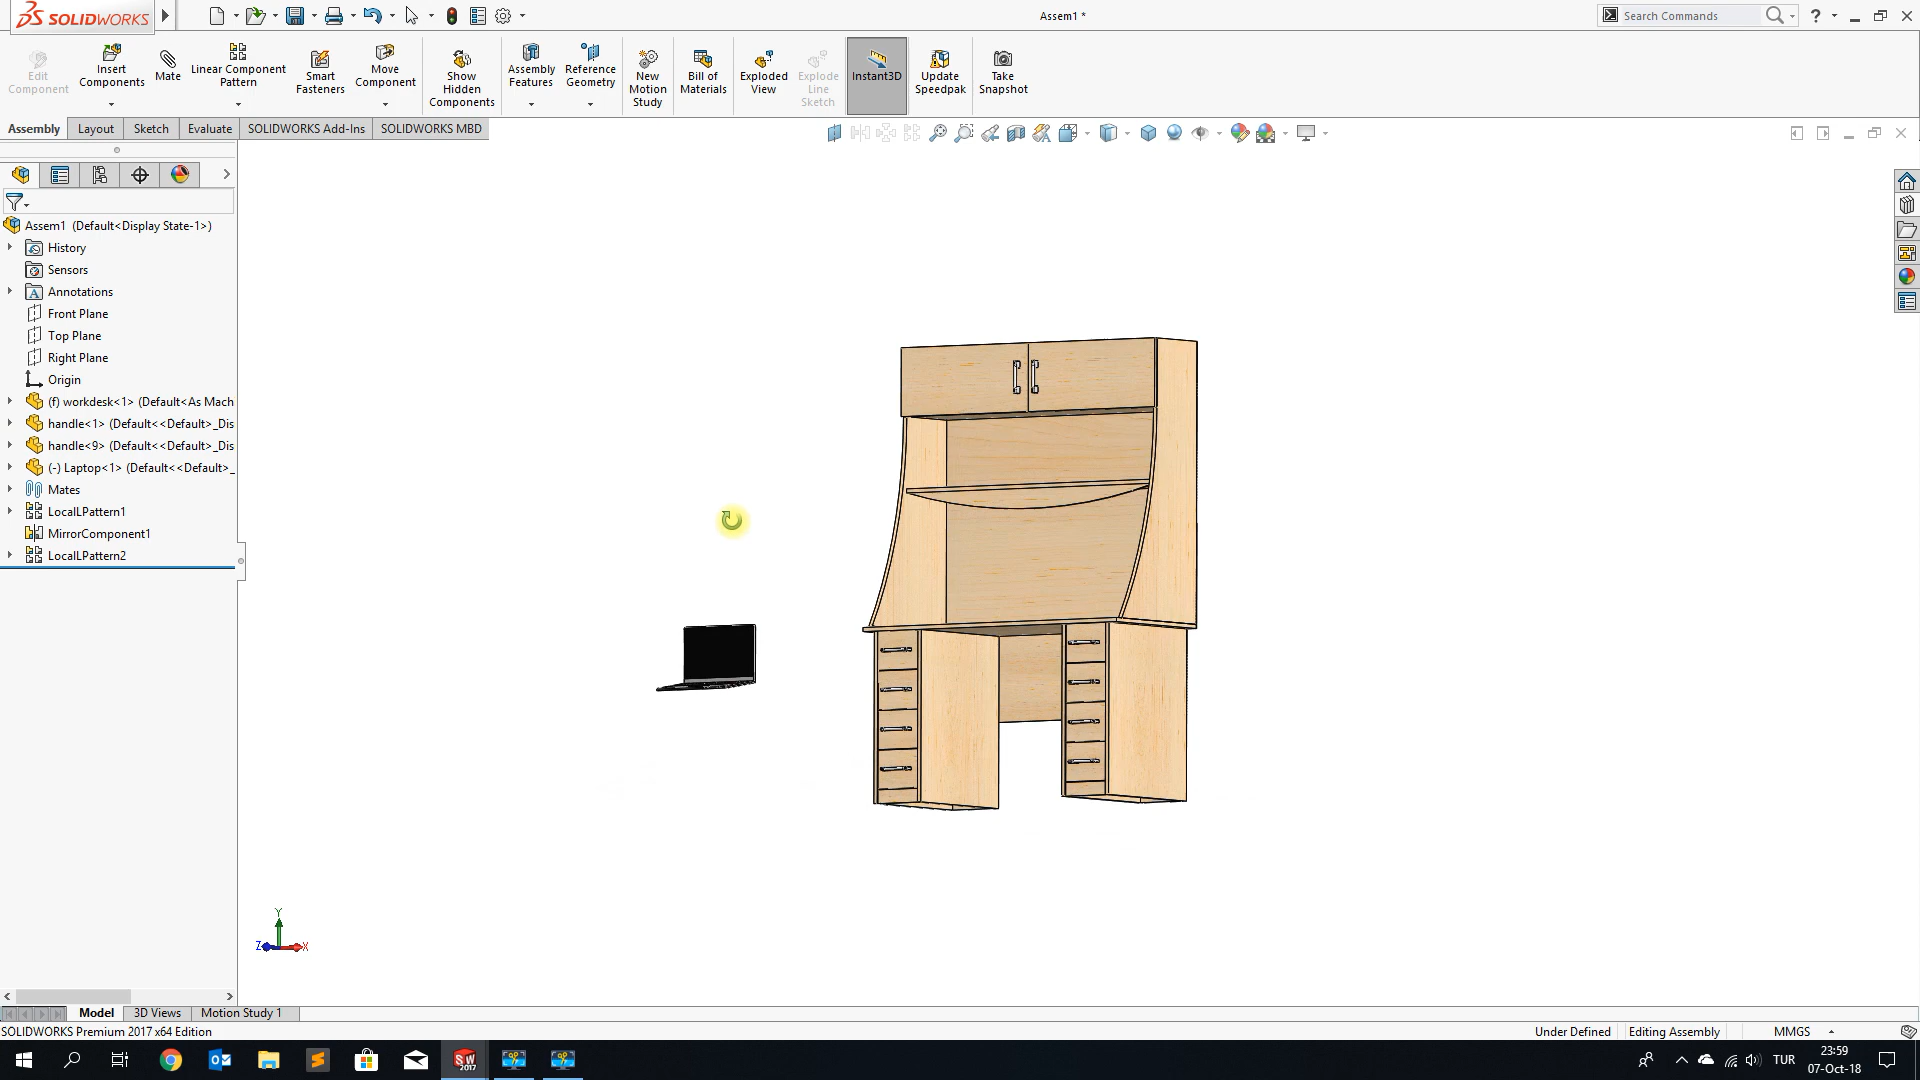 SOLIDWORKS
Assem1 *
Search Commands
?
Edit
Component
Insert
Components
Mate
Linear Component
Pattern
Smart
Fasteners
Move
Component
Show
Hidden
Components
Assembly
Features
Reference
Geometry
New
Motion
Study
Bill of
Materials
Exploded
View
Explode
Line
Sketch
Instant3D
Update
Speedpak
Take
Snapshot
Assembly
Layout
Sketch
Evaluate
SOLIDWORKS Add-Ins
SOLIDWORKS MBD
Assem1 (Default<Display State-1>)
History
Sensors
A
Annotations
Front Plane
Top Plane
Right Plane
Origin
(f) workdesk<1> (Default<As Mach
handle<1> (Default<<Default>_Dis
handle<9> (Default<<Default>_Dis
(-) Laptop<1> (Default<<Default>_
Mates
LocalLPattern1
MirrorComponent1
LocalLPattern2
Y
Z
X
Model
3D Views
Motion Study 1
SOLIDWORKS Premium 2017 x64 Edition
Under Defined
Editing Assembly
MMGS
SW
2017
TUR
23:59
07-Oct-18